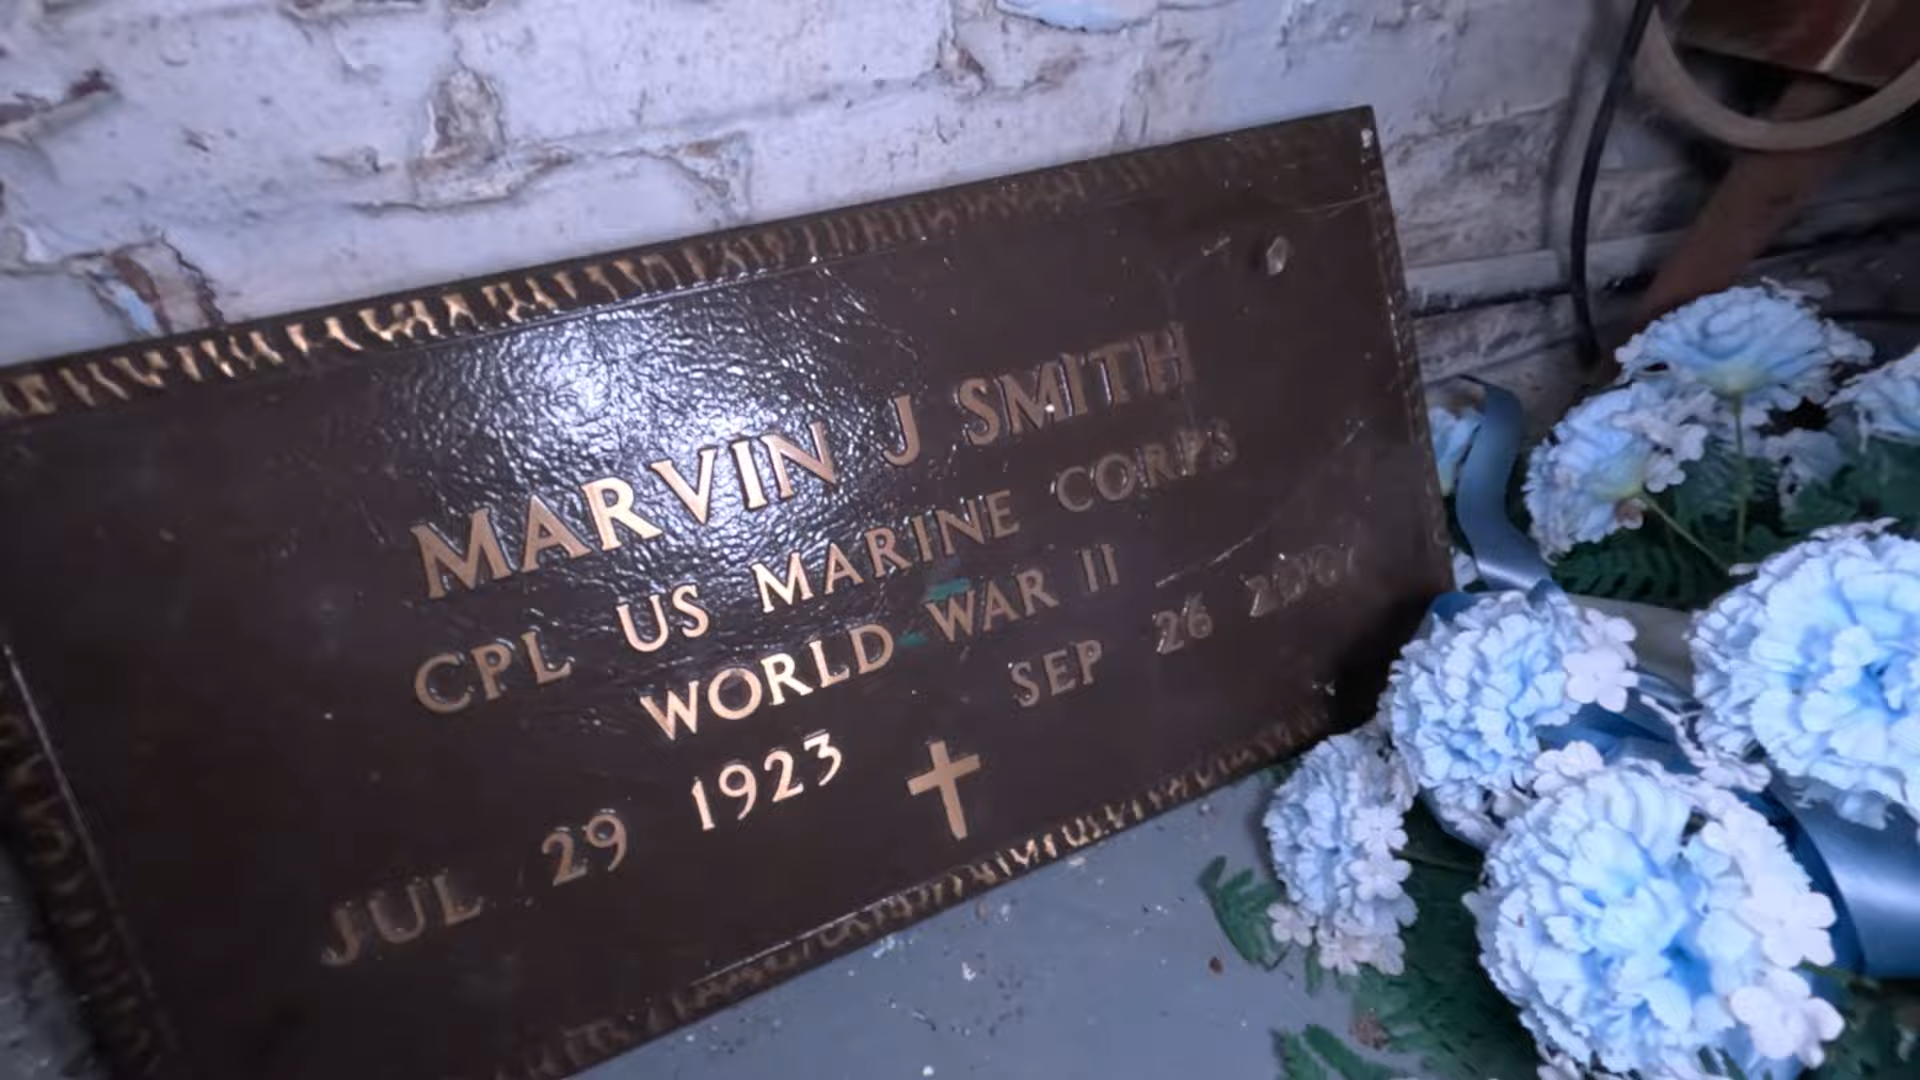 MARVIN J SMITH
CPL US MARINE CORPS
WORLD WAR II
JUL 29 1923 SEP 26